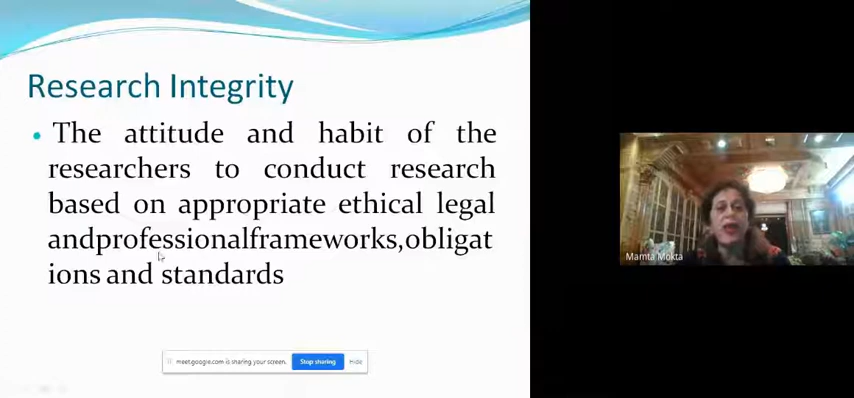 Research Integrity
• The attitude and habit of the
researchers to conduct research
based on appropriate ethical legal
andprofessionalframeworks,obligat
ions and standards
meet.google.com is sharing your screen. Stop sharing Hide
Mamta Mokta